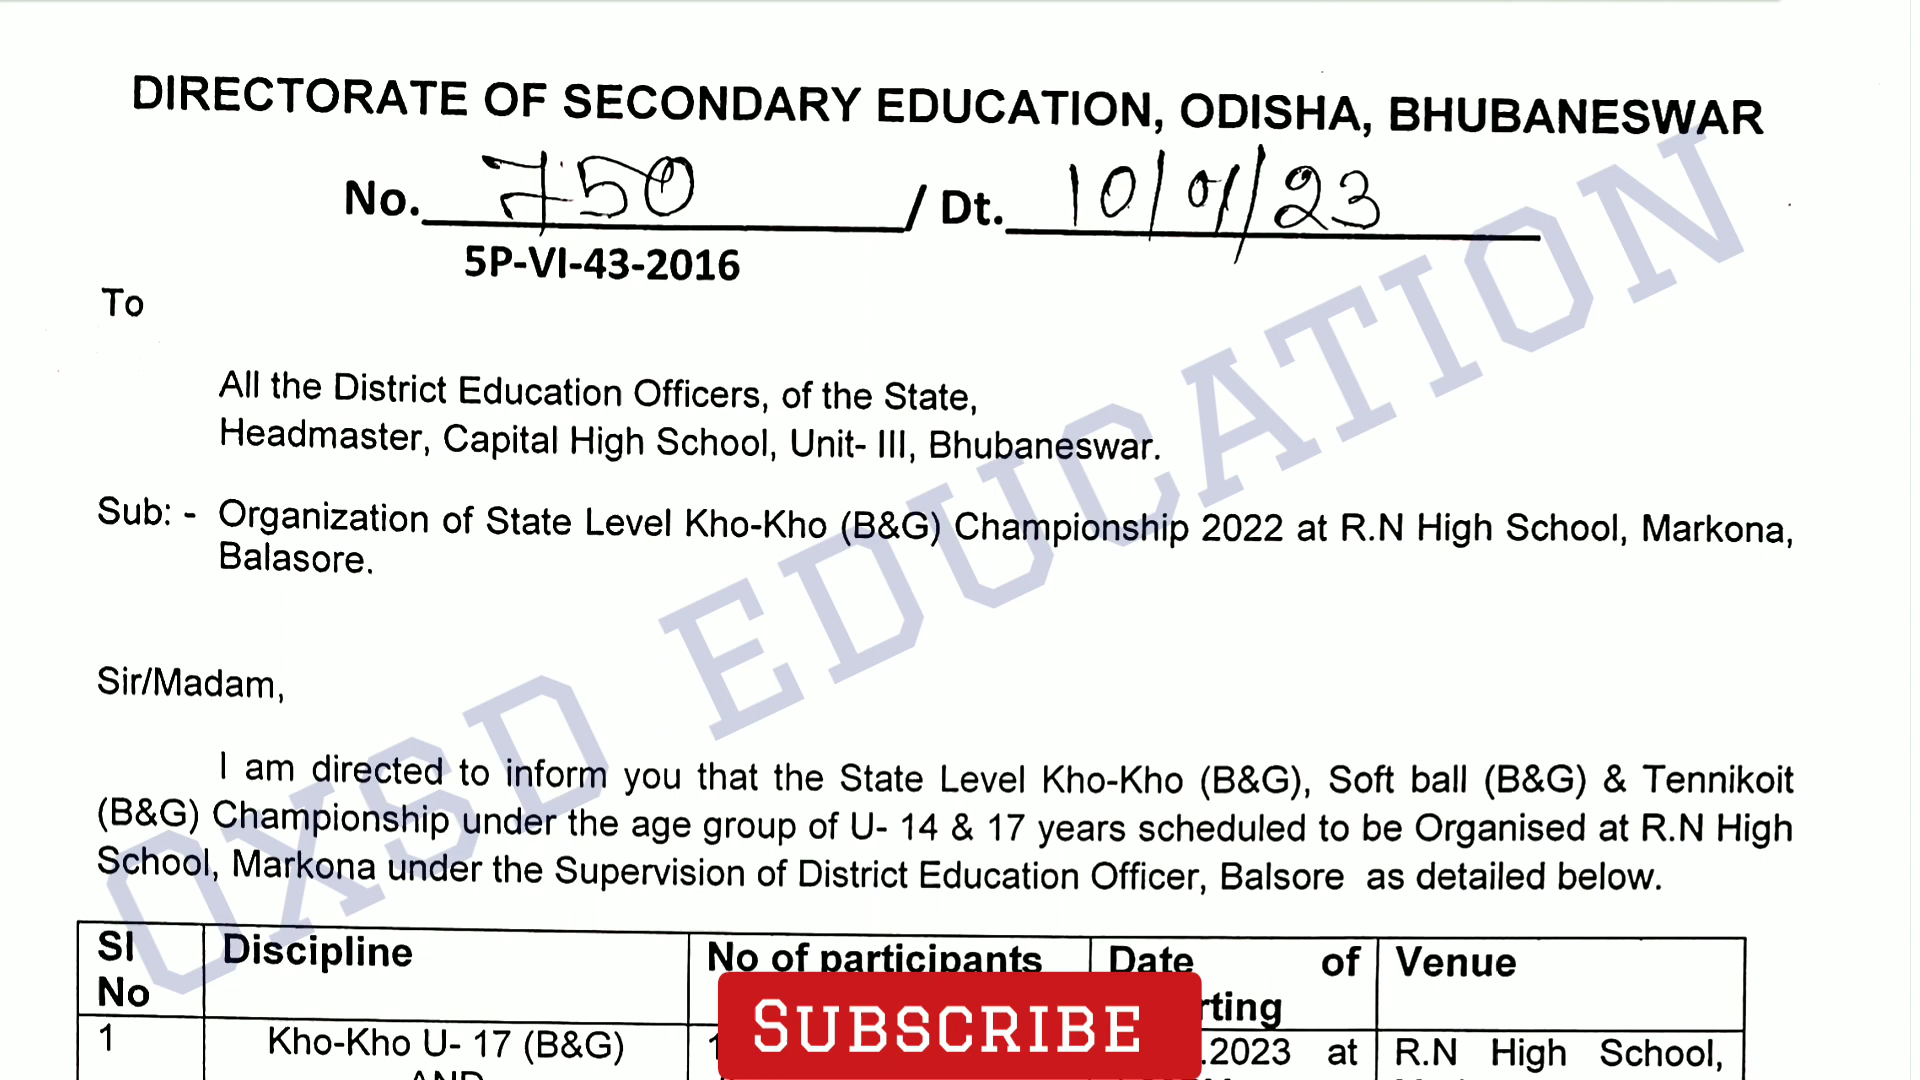 DIRECTORATE OF SECONDARY EDUCATION, ODISHA, BHUBANESWAR
No. 750 / Dt. 10/01/23
5P-VI-43-2016
To
All the District Education Officers, of the State,
Headmaster, Capital High School, Unit- III, Bhubaneswar.
Sub: - Organization of State Level Kho-Kho (B&G) Championship 2022 at R.N High School, Markona,
Balasore.
Sir/Madam,
I am directed to inform you that the State Level Kho-Kho (B&G), Soft ball (B&G) & Tennikoit
(B&G) Championship under the age group of U- 14 & 17 years scheduled to be Organised at R.N High
School, Markona under the Supervision of District Education Officer, Balsore as detailed below.
Sl Discipline No of participants Date of Venue
No rting
1 Kho-Kho U- 17 (B&G) .2023 at R.N High School,
AND
SUBSCRIBE
OXSD EDUCATION